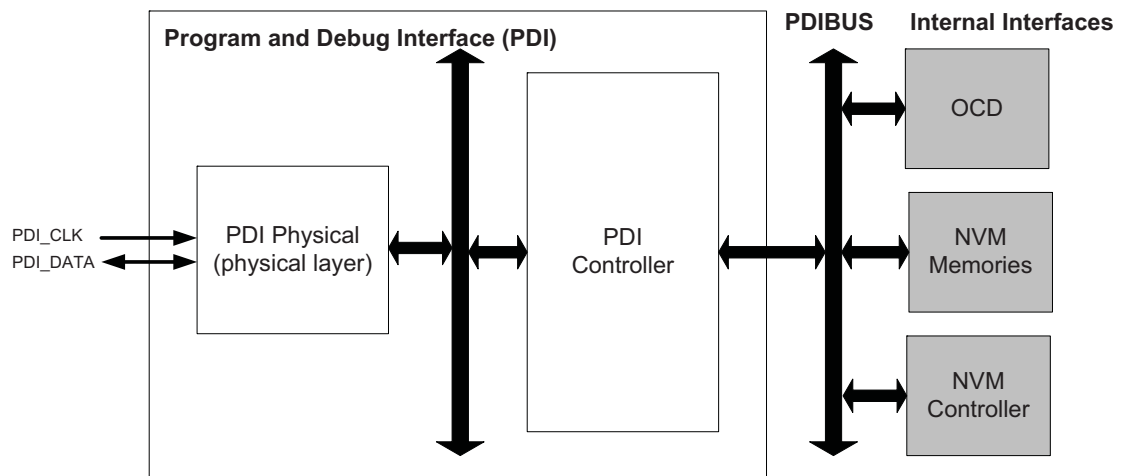 Program and Debug Interface (PDI)
PDIBUS
Internal Interfaces
OCD
PDI_CLK
PDI_DATA
PDI Physical
(physical layer)
PDI
Controller
NVM
Memories
NVM
Controller